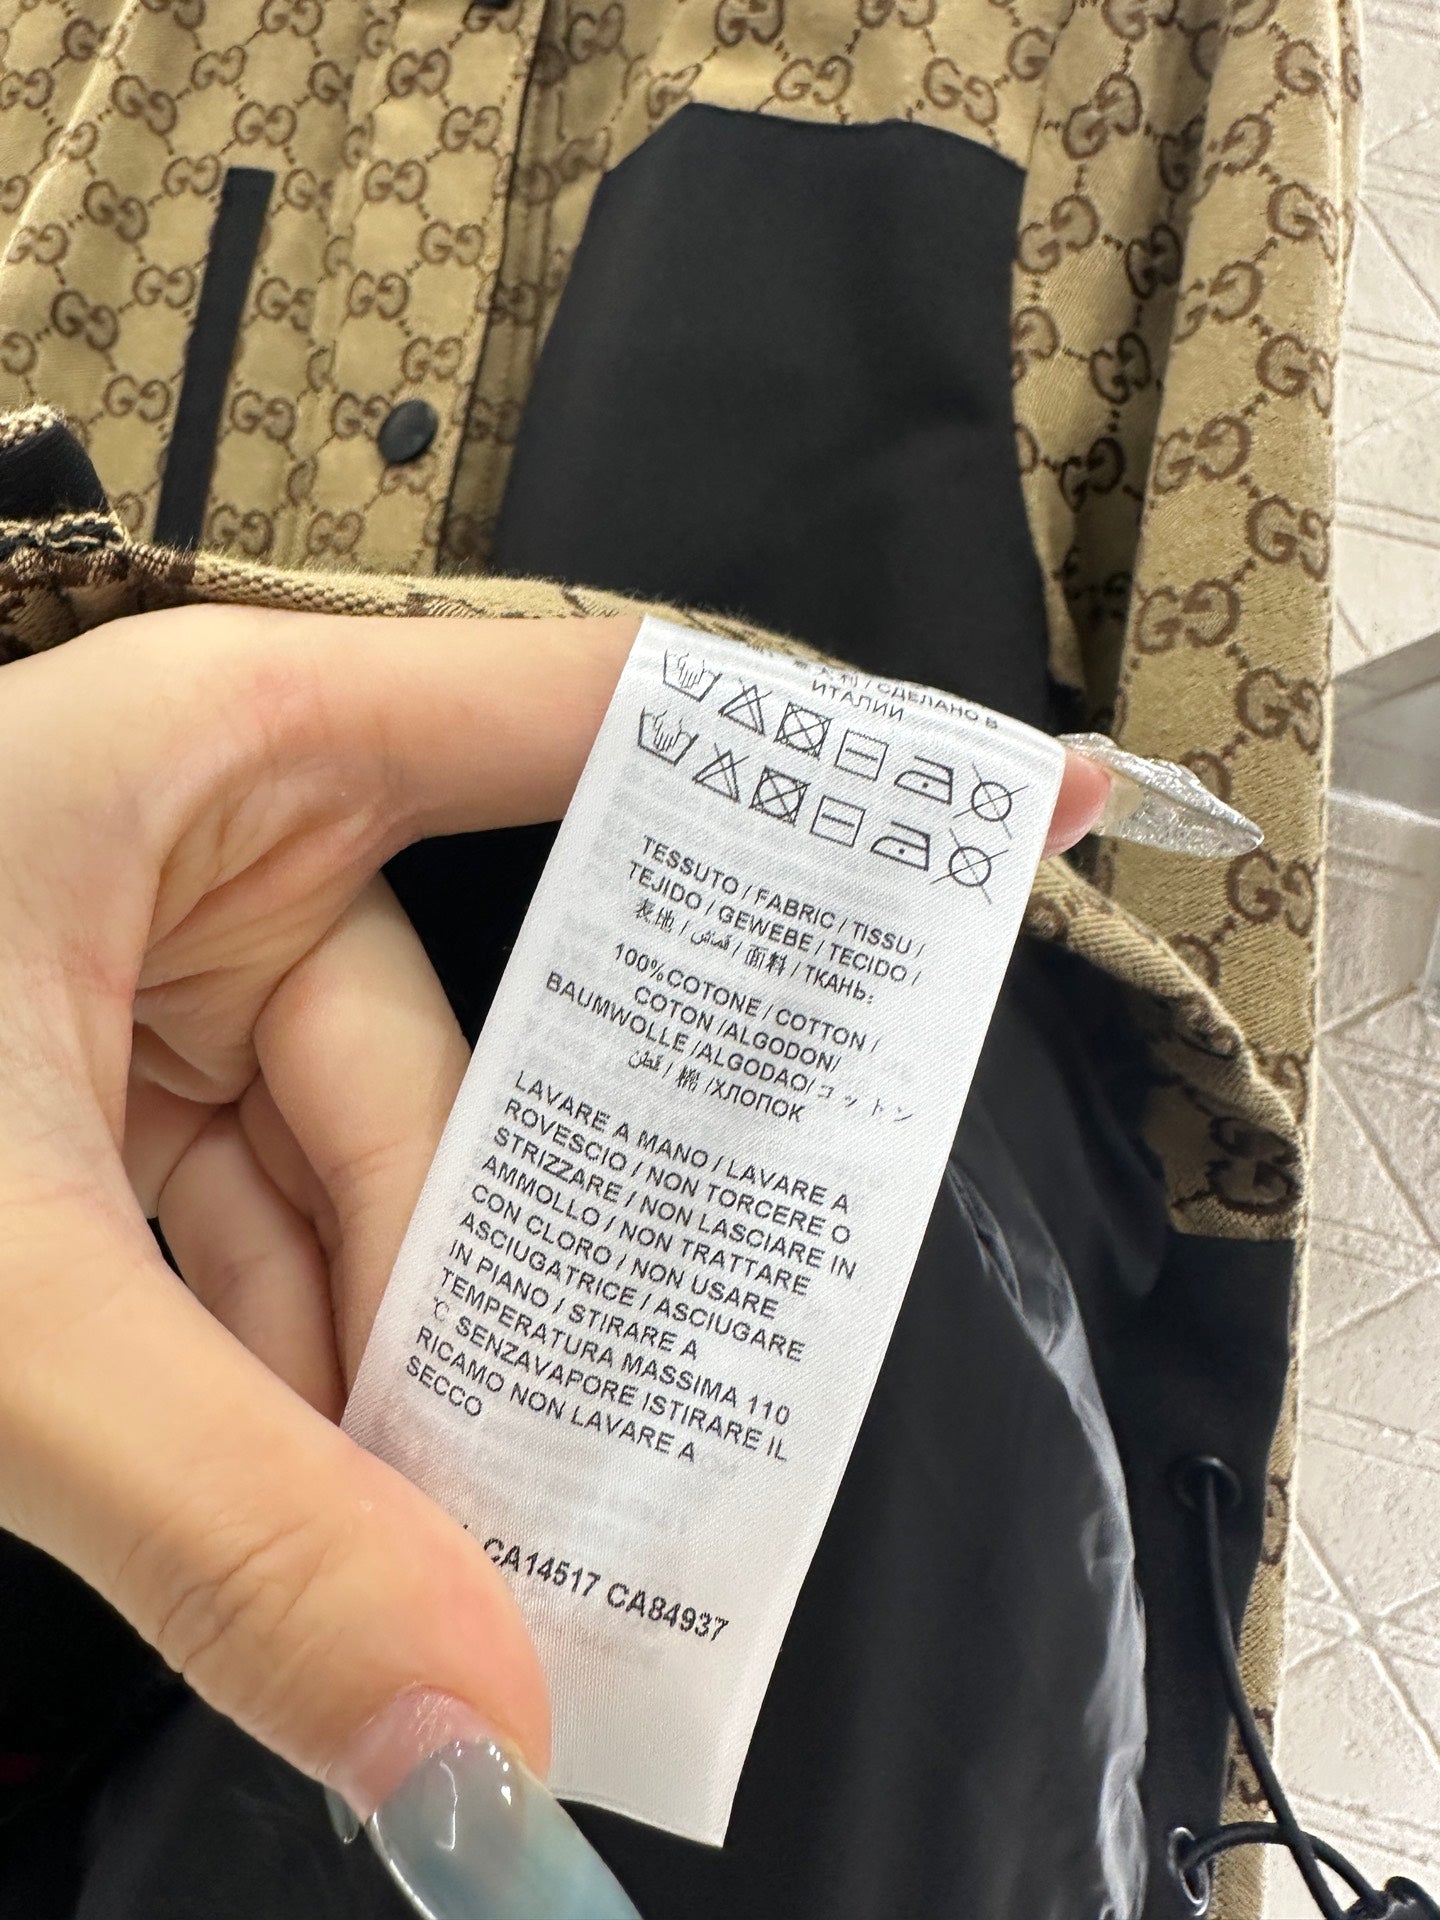 / СДЕЛАНО В
ИТАЛИИ
TESSUTO / FABRIC / TISSU /
TEJIDO / GEWEBE / TECIDO /
表地 / قماش / 面料 / ТКАНЬ:
100%COTONE / COTTON /
COTON /ALGODON/
BAUMWOLLE /ALGODAO/コットン
قطن / 棉 /ХЛОПОК
LAVARE A MANO / LAVARE A
ROVESCIO / NON TORCERE O
STRIZZARE / NON LASCIARE IN
AMMOLLO / NON TRATTARE
CON CLORO / NON USARE
ASCIUGATRICE / ASCIUGARE
IN PIANO / STIRARE A
TEMPERATURA MASSIMA 110
℃ SENZAVAPORE ISTIRARE IL
RICAMO NON LAVARE A
SECCO
CA14517 CA84937